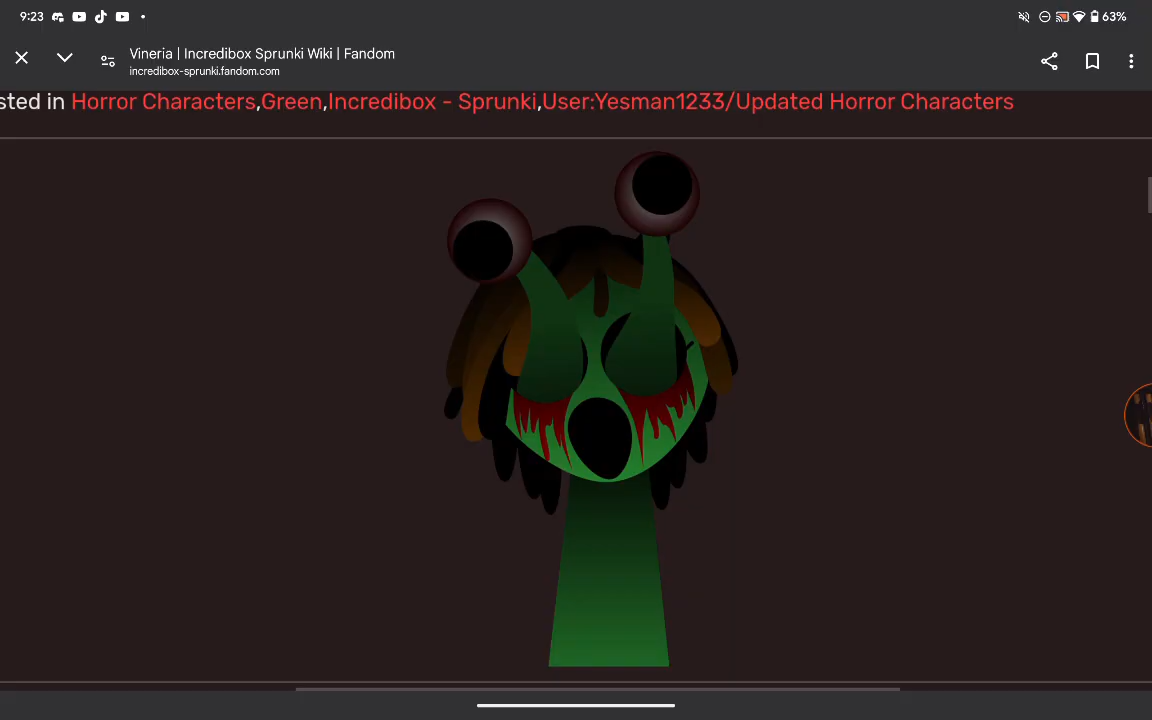 9:23
63%
Vineria | Incredibox Sprunki Wiki | Fandom
incredibox-sprunki.fandom.com
sted in Horror Characters,Green,Incredibox - Sprunki,User:Yesman1233/Updated Horror Characters